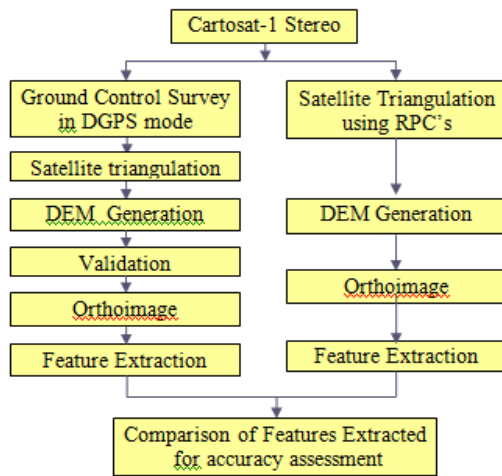 Cartosat-1 Stereo
Ground Control Survey
in DGPS mode
Satellite triangulation
DEM Generation
Validation
Orthoimage
Feature Extraction
Satellite Triangulation
using RPC's
DEM Generation
Orthoimage
Feature Extraction
Comparison of Features Extracted
for accuracy assessment